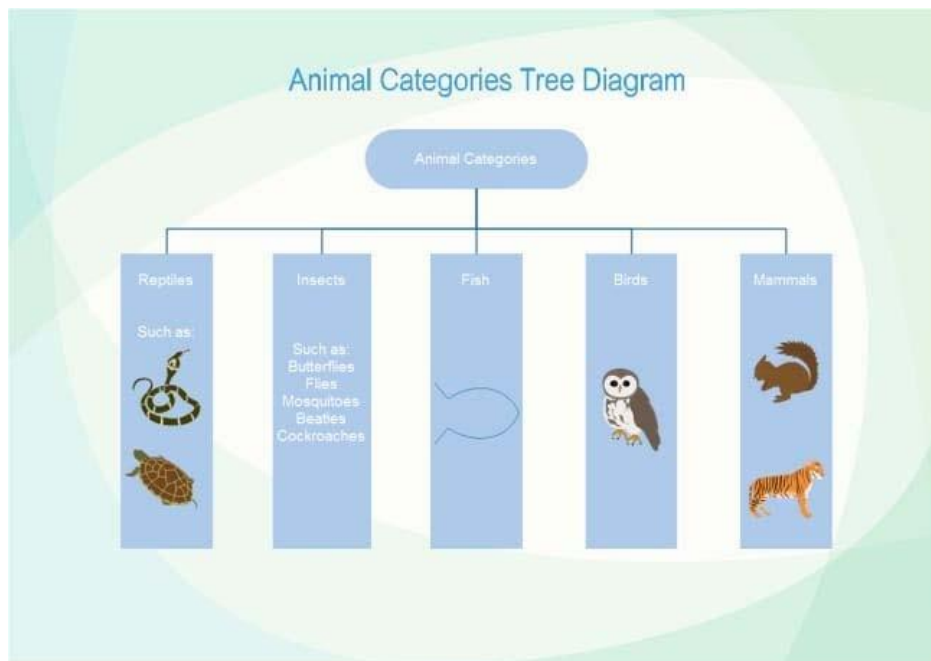 Animal Categories Tree Diagram
Animal Categories
Reptiles
Such as:
Insects
Such as:
Butterflies
Flies
Mosquitoes
Beatles
Cockroaches
Fish
Birds
Mammals